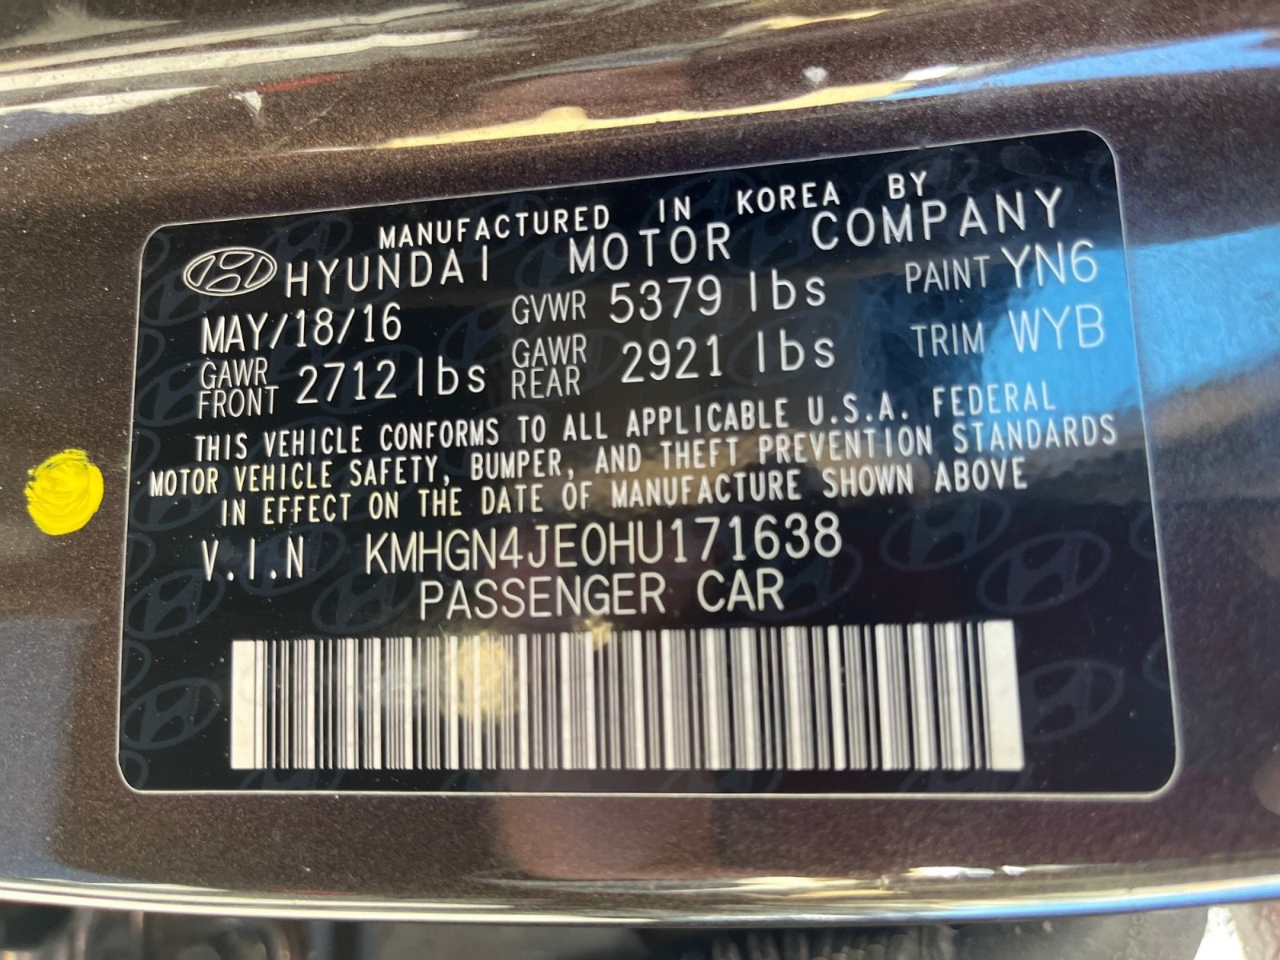 MANUFACTURED IN KOREA BY
HYUNDAI MOTOR COMPANY
MAY/18/16 GVWR 5379 lbs PAINT YN6
GAWR FRONT 2712 lbs GAWR REAR 2921 lbs TRIM WYB
THIS VEHICLE CONFORMS TO ALL APPLICABLE U.S.A. FEDERAL
MOTOR VEHICLE SAFETY, BUMPER, AND THEFT PREVENTION STANDARDS
IN EFFECT ON THE DATE OF MANUFACTURE SHOWN ABOVE
V.I.N KMHGN4JE0HU171638
PASSENGER CAR